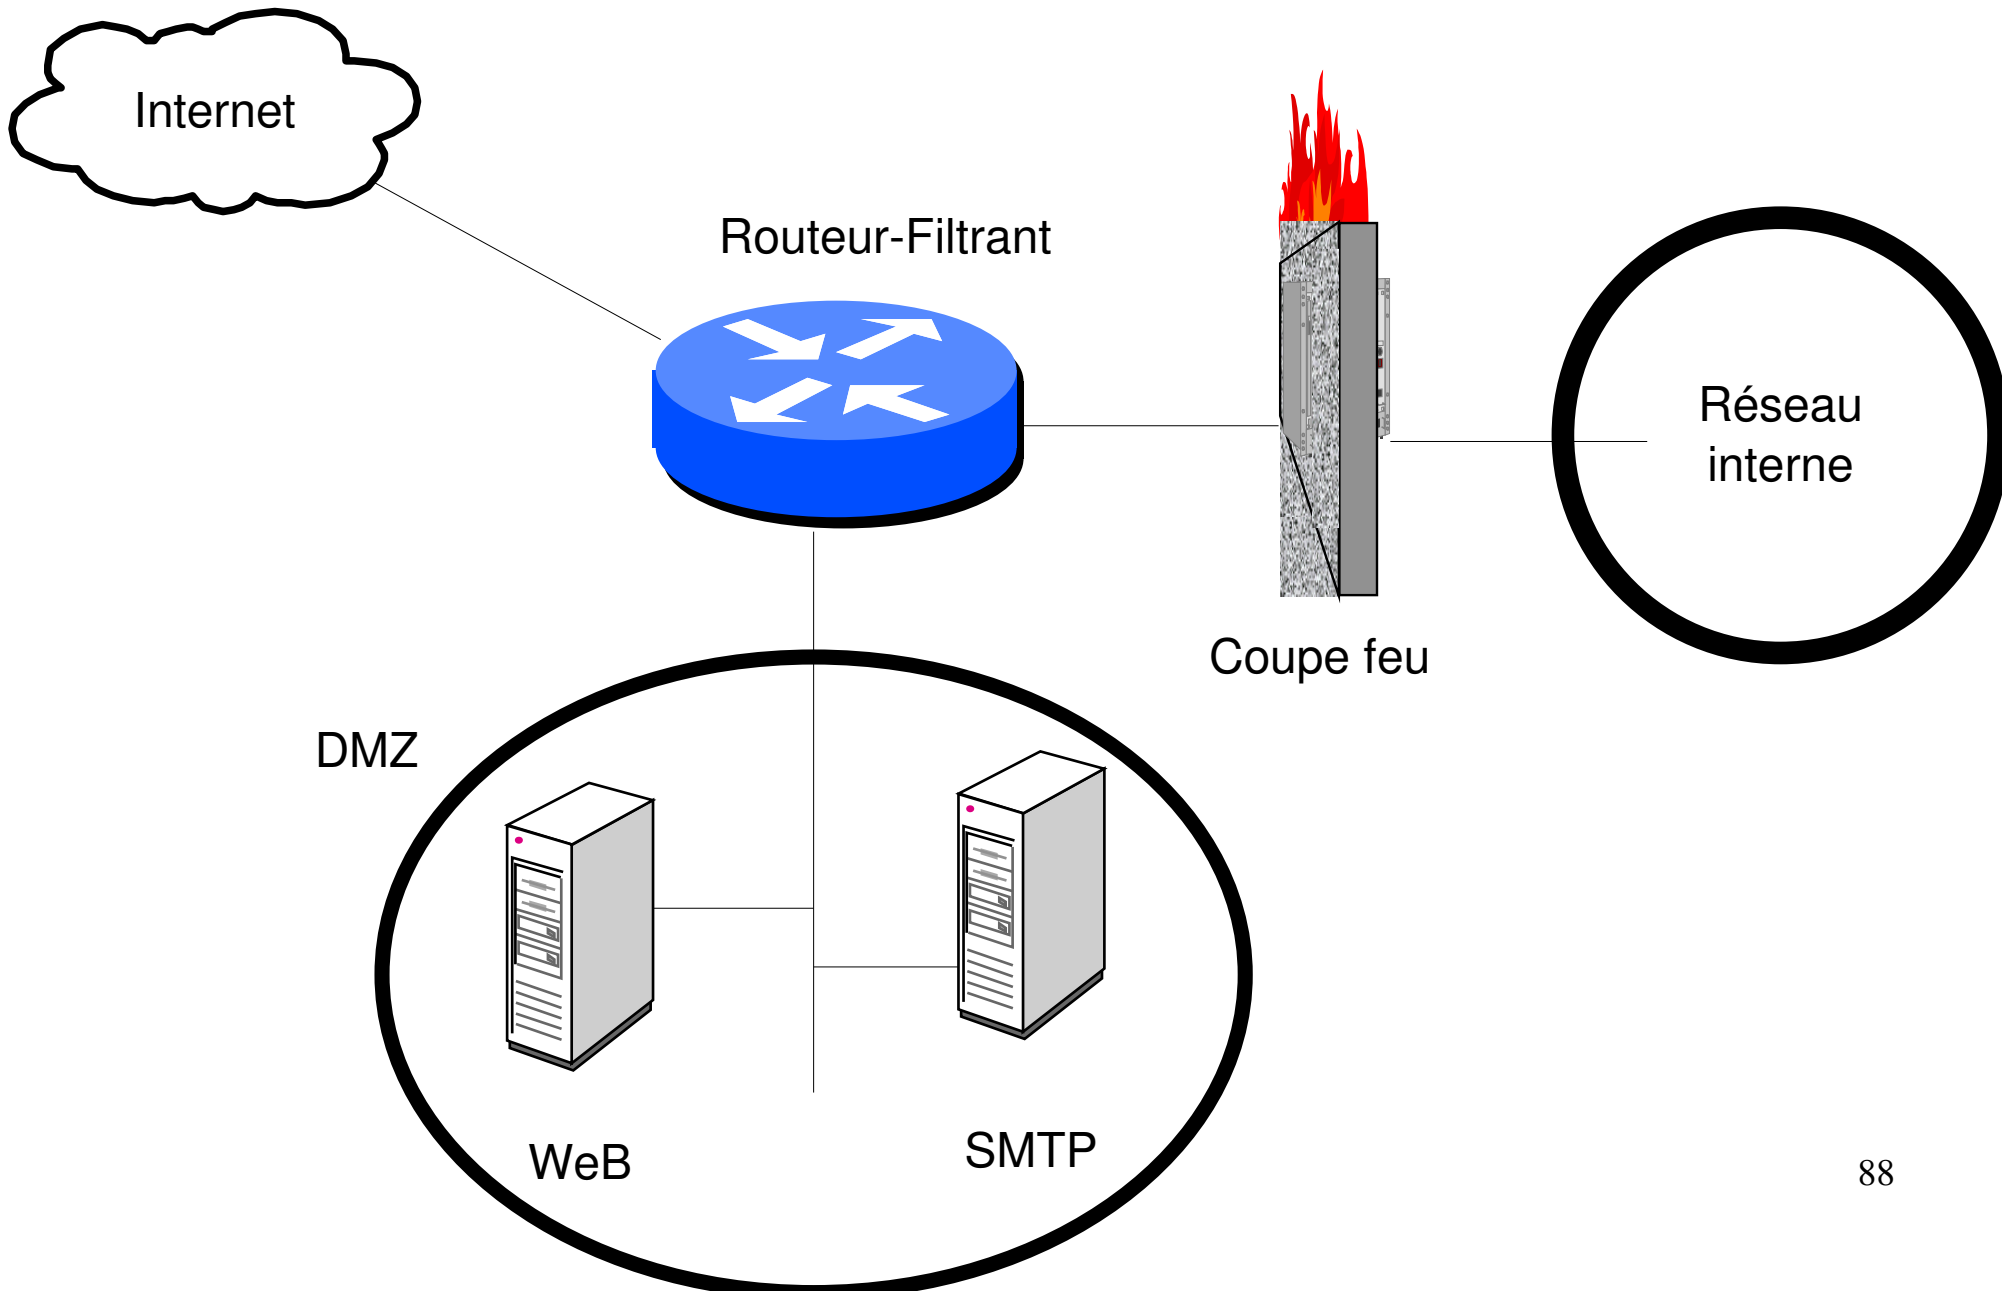 Internet
Routeur-Filtrant
Réseau
interne
Coupe feu
DMZ
WeB
SMTP
88